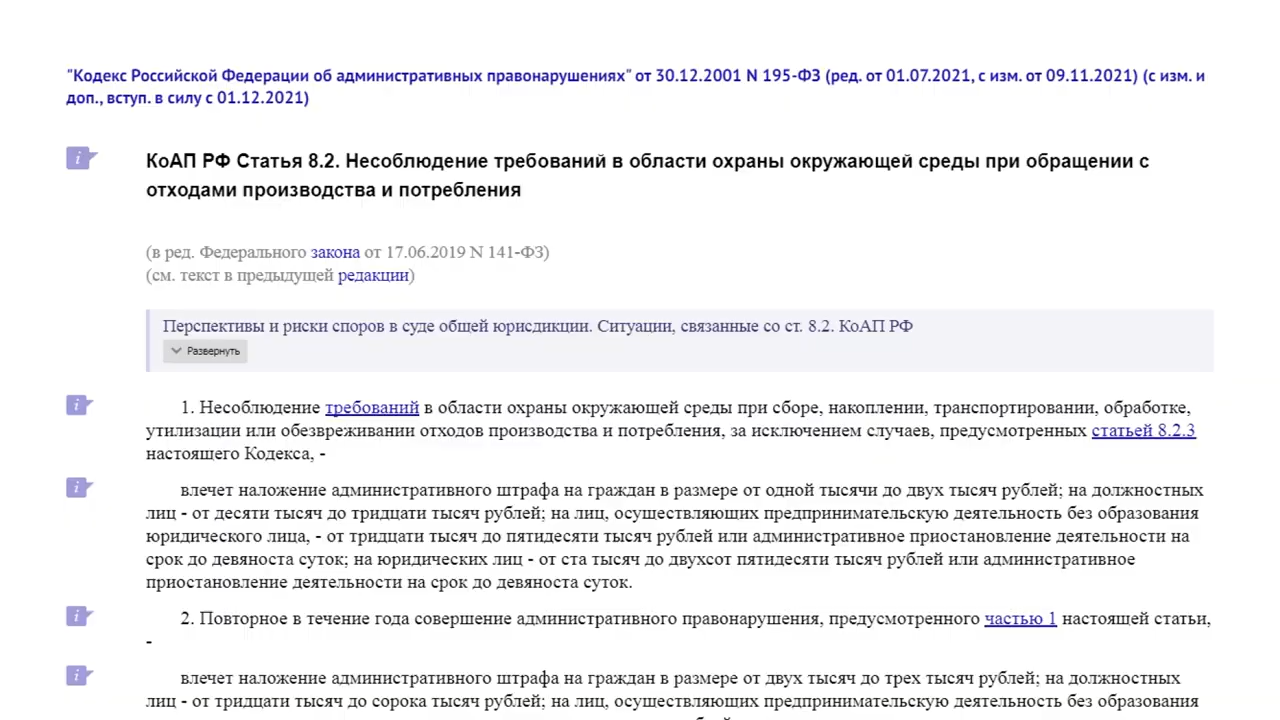 "Кодекс Российской Федерации об административных правонарушениях" от 30.12.2001 N 195-ФЗ (ред. от 01.07.2021, с изм. от 09.11.2021) (с изм. и
доп., вступ. в силу с 01.12.2021)
КоАП РФ Статья 8.2. Несоблюдение требований в области охраны окружающей среды при обращении с
отходами производства и потребления
(в ред. Федерального закона от 17.06.2019 N 141-ФЗ)
(см. текст в предыдущей редакции)
Перспективы и риски споров в суде общей юрисдикции. Ситуации, связанные со ст. 8.2. КоАП РФ
Развернуть
1. Несоблюдение требований в области охраны окружающей среды при сборе, накоплении, транспортировании, обработке,
утилизации или обезвреживании отходов производства и потребления, за исключением случаев, предусмотренных статьей 8.2.3
настоящего Кодекса, -
влечет наложение административного штрафа на граждан в размере от одной тысячи до двух тысяч рублей; на должностных
лиц - от десяти тысяч до тридцати тысяч рублей; на лиц, осуществляющих предпринимательскую деятельность без образования
юридического лица, - от тридцати тысяч до пятидесяти тысяч рублей или административное приостановление деятельности на
срок до девяноста суток; на юридических лиц - от ста тысяч до двухсот пятидесяти тысяч рублей или административное
приостановление деятельности на срок до девяноста суток.
2. Повторное в течение года совершение административного правонарушения, предусмотренного частью 1 настоящей статьи,
-
влечет наложение административного штрафа на граждан в размере от двух тысяч до трех тысяч рублей; на должностных
лиц - от тридцати тысяч до сорока тысяч рублей; на лиц, осуществляющих предпринимательскую деятельность без образования